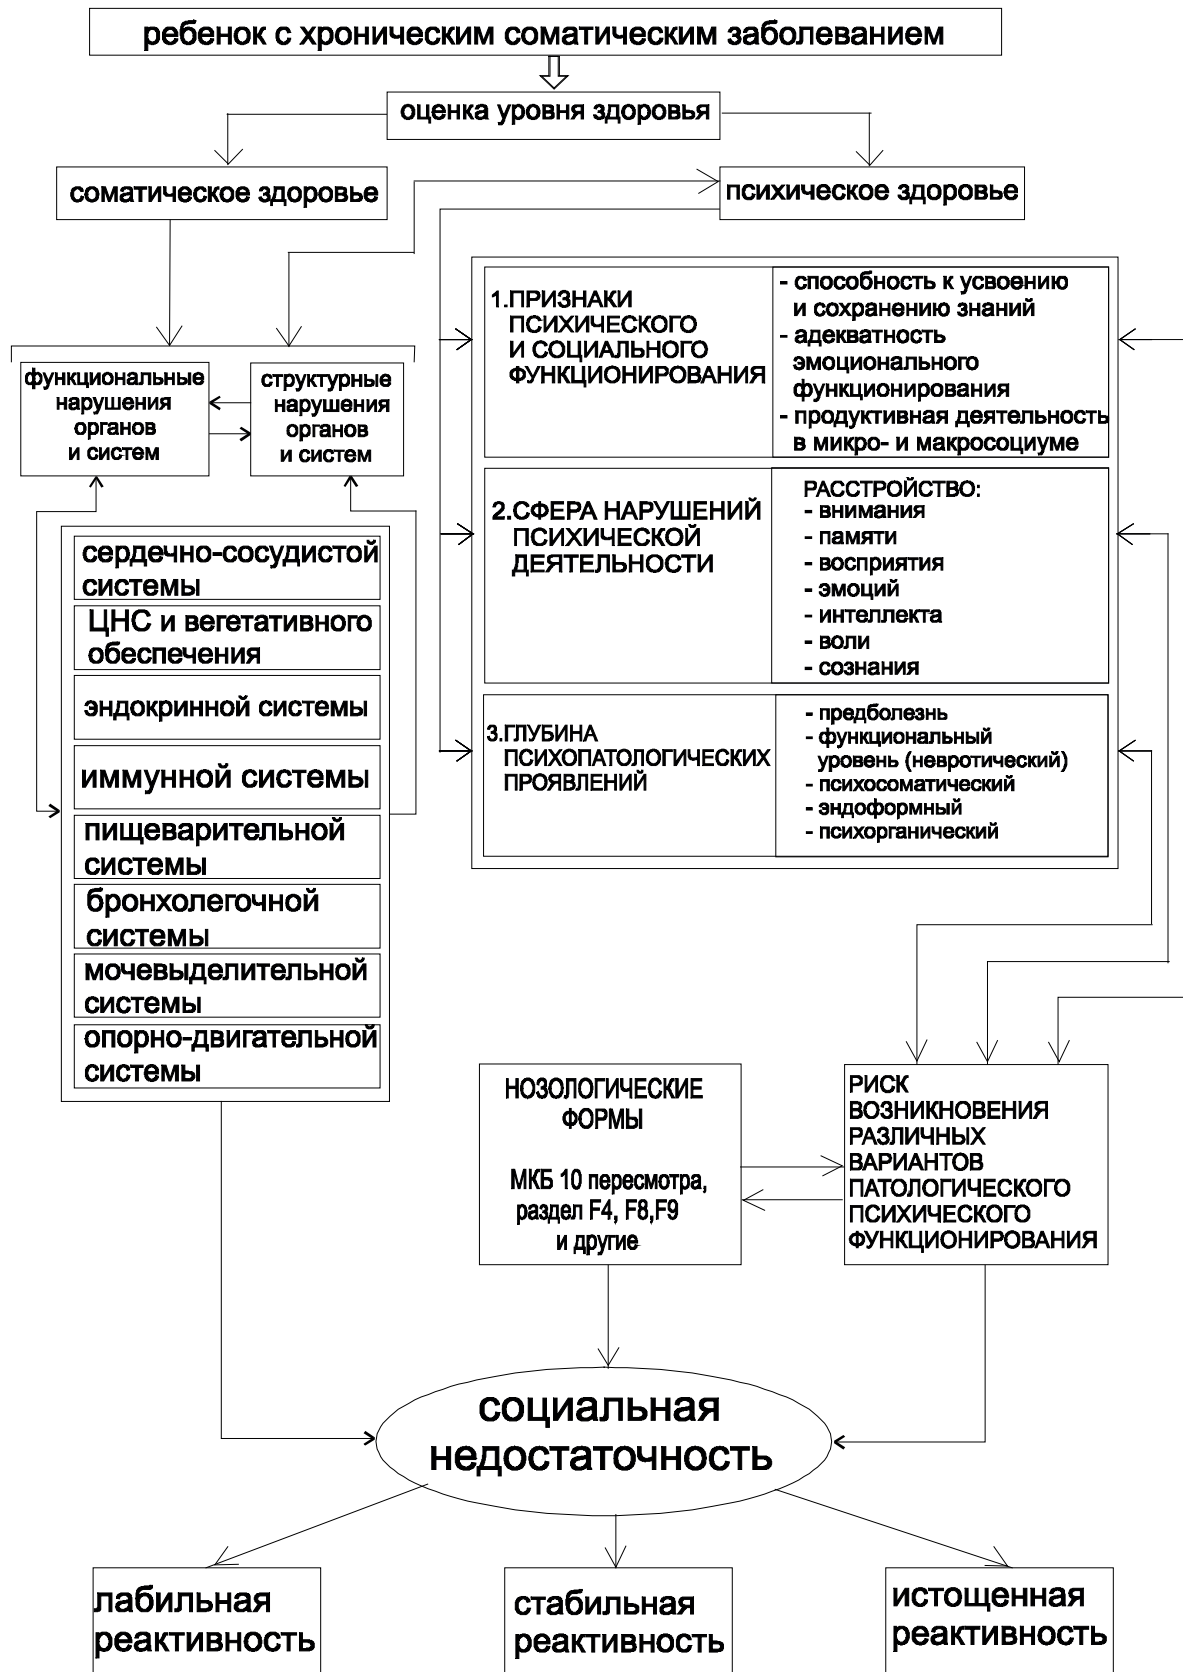 ребенок с хроническим соматическим заболеванием
оценка уровня здоровья
соматическое здоровье
психическое здоровье
функциональные
нарушения
органов
и систем
структурные
нарушения
органов
и систем
сердечно-сосудистой
системы
ЦНС и вегетативного
обеспечения
эндокринной системы
иммунной системы
пищеварительной
системы
бронхолегочной
системы
мочевыделительной
системы
опорно-двигательной
системы
1.ПРИЗНАКИ
ПСИХИЧЕСКОГО
И СОЦИАЛЬНОГО
ФУНКЦИОНИРОВАНИЯ
- способность к усвоению
и сохранению знаний
- адекватность
эмоционального
функционирования
- продуктивная деятельность
в микро- и макросоциуме
2.СФЕРА НАРУШЕНИЙ
ПСИХИЧЕСКОЙ
ДЕЯТЕЛЬНОСТИ
РАССТРОЙСТВО:
- внимания
- памяти
- восприятия
- эмоций
- интеллекта
- воли
- сознания
3.ГЛУБИНА
ПСИХОПАТОЛОГИЧЕСКИХ
ПРОЯВЛЕНИЙ
- предболезнь
- функциональный
уровень (невротический)
- психосоматический
- эндоформный
- психорганический
НОЗОЛОГИЧЕСКИЕ
ФОРМЫ
МКБ 10 пересмотра,
раздел F4, F8,F9
и другие
РИСК
ВОЗНИКНОВЕНИЯ
РАЗЛИЧНЫХ
ВАРИАНТОВ
ПАТОЛОГИЧЕСКОГО
ПСИХИЧЕСКОГО
ФУНКЦИОНИРОВАНИЯ
социальная
недостаточность
лабильная
реактивность
стабильная
реактивность
истощенная
реактивность